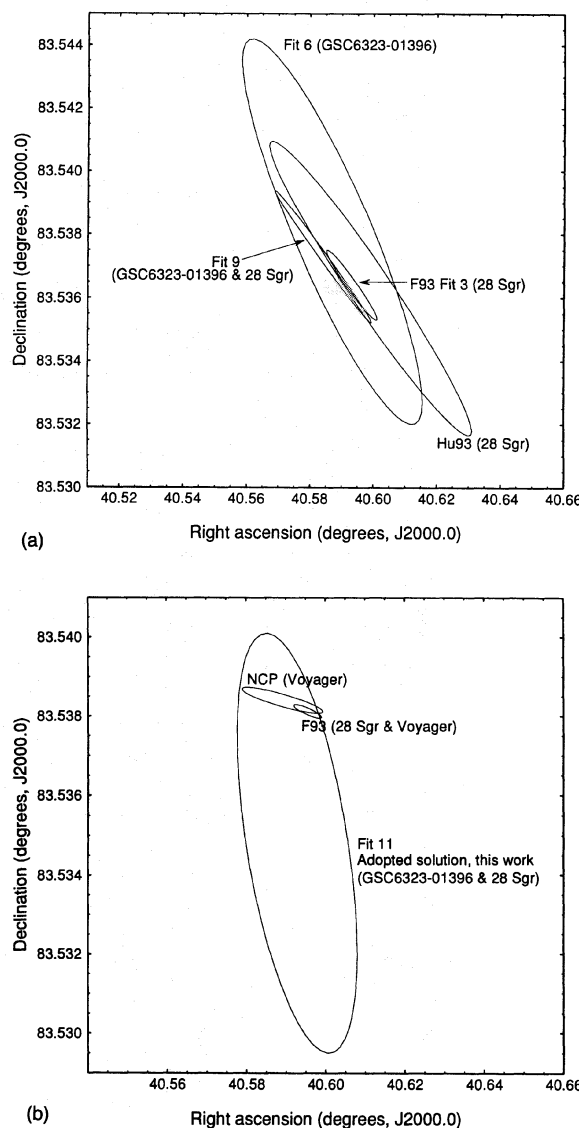 83.544
83.542
83.540
83.538
83.536
83.534
83.532
83.530
Declination (degrees, J2000.0)
Fit 6 (GSC6323-01396)
Fit 9
(GSC6323-01396 & 28 Sgr)
F93 Fit 3 (28 Sgr)
Hu93 (28 Sgr)
40.52 40.54 40.56 40.58 40.60 40.62 40.64 40.66
Right ascension (degrees, J2000.0)
(a)
83.540
83.538
83.536
83.534
83.532
83.530
Declination (degrees, J2000.0)
NCP (Voyager)
F93 (28 Sgr & Voyager)
Fit 11
Adopted solution, this work
(GSC6323-01396 & 28 Sgr)
40.56 40.58 40.60 40.62 40.64 40.66
Right ascension (degrees, J2000.0)
(b)